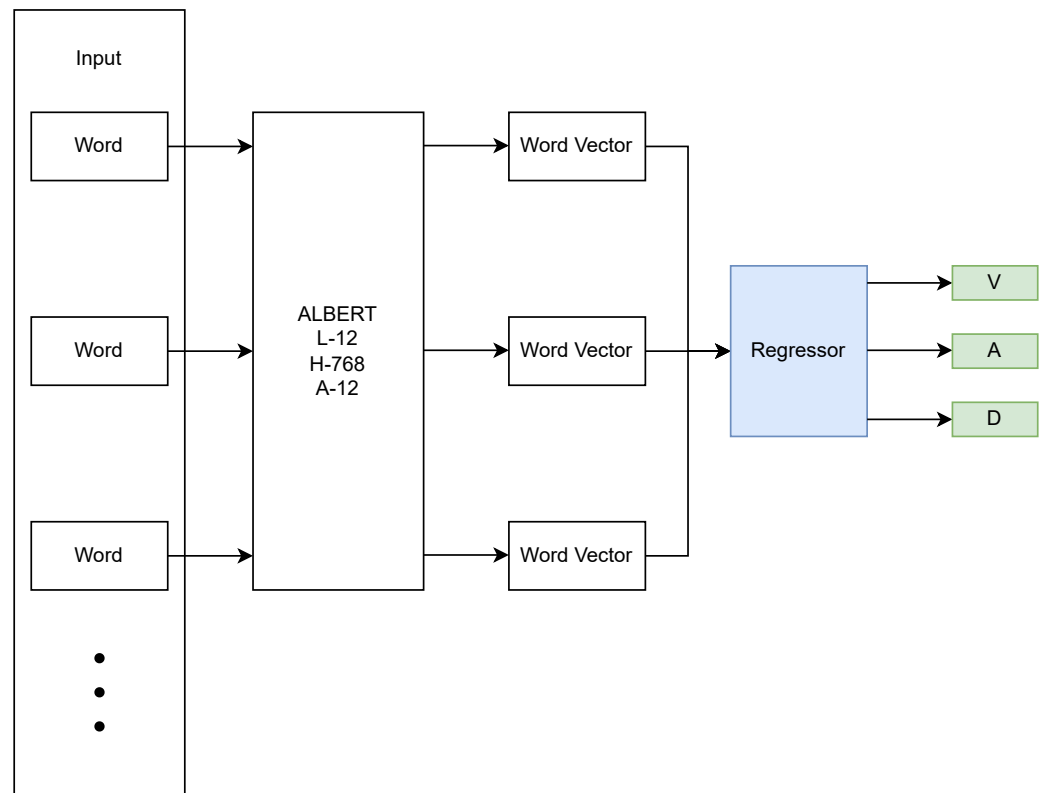 Input
Word
Word Vector
V
Word
ALBERT
L-12
H-768
A-12
Word Vector
Regressor
A
D
Word
Word Vector